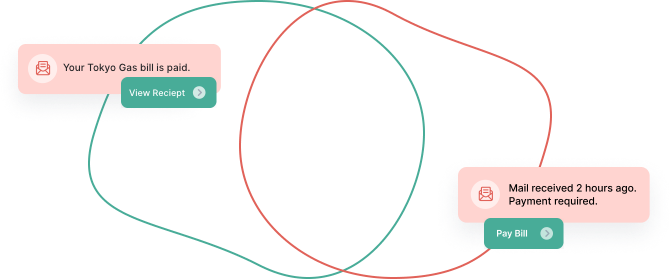 Your Tokyo Gas bill is paid.
View Reciept
Mail received 2 hours ago.
Payment required.
Pay Bill